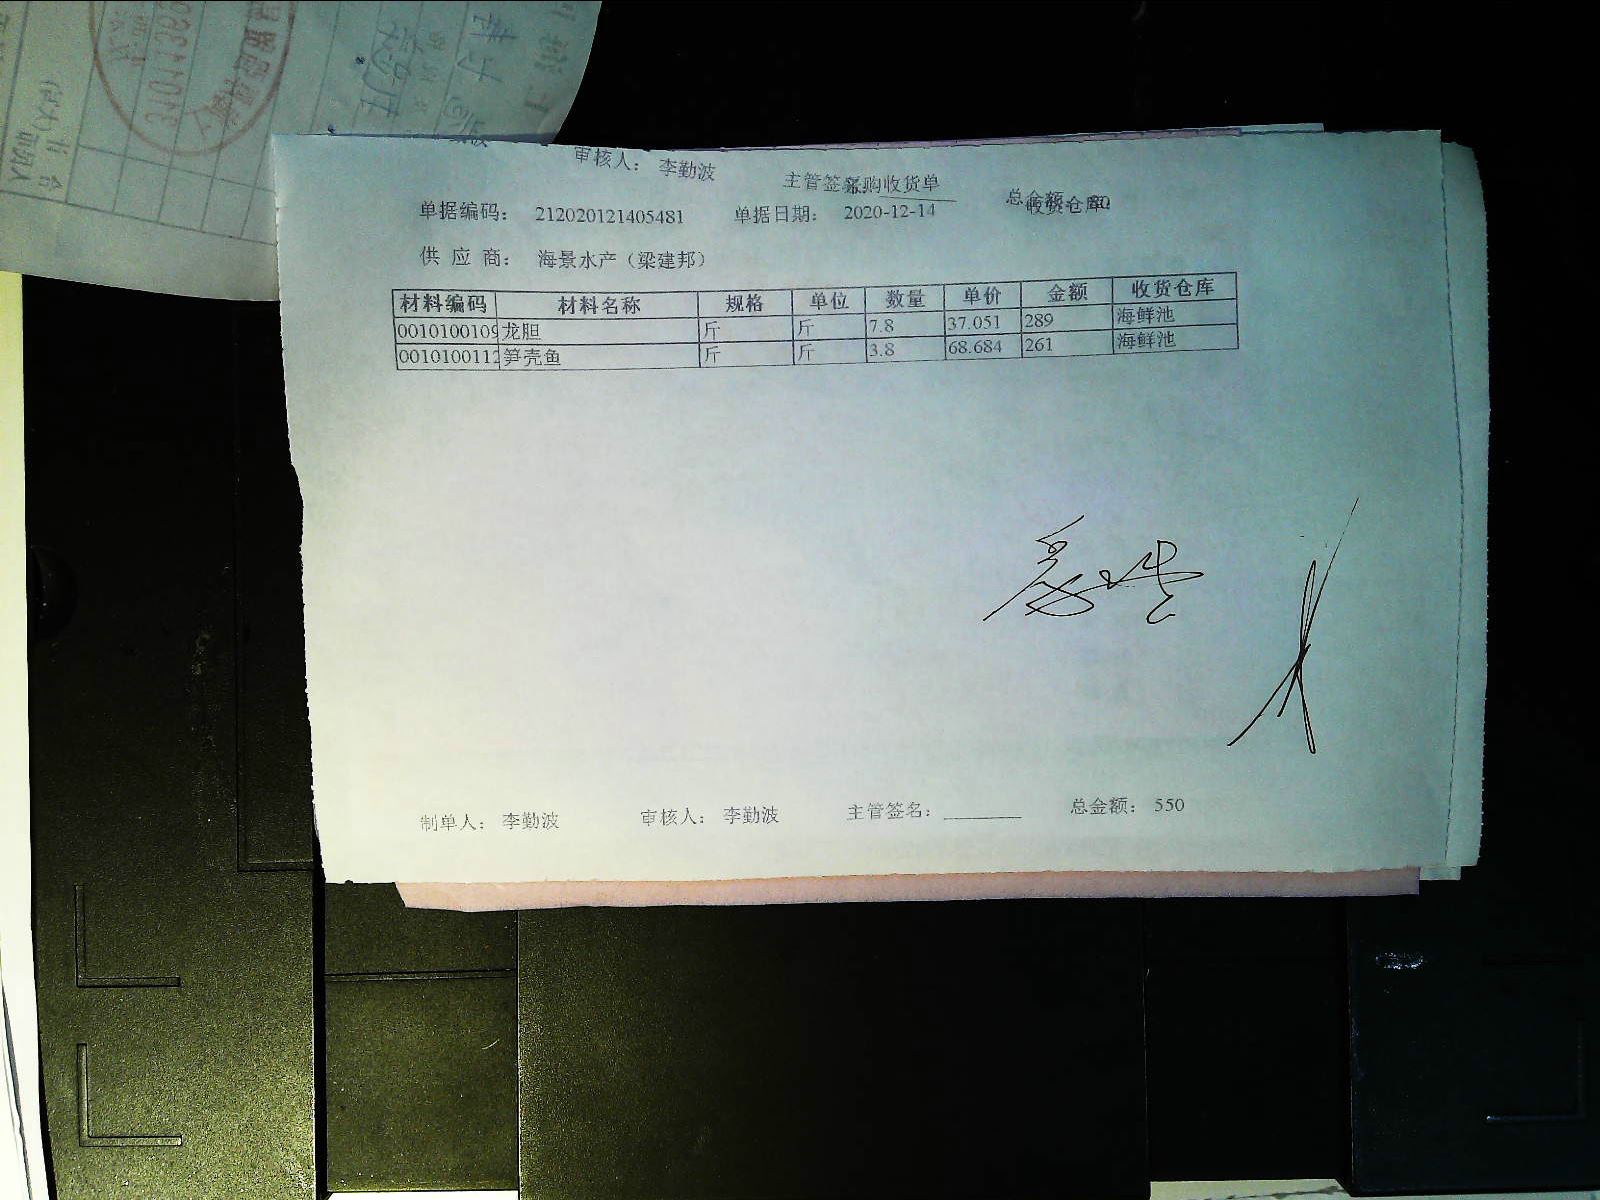 审核人： 李勤波
主管签名：采购收货单
总金额：
收货仓库：
单据编码： 212020121405481 单据日期： 2020-12-14
供 应 商： 海景水产（梁建邦）
材料编码 材料名称 规格 单位 数量 单价 金额 收货仓库
0010100109 龙胆 斤 斤 7.8 37.051 289 海鲜池
0010100112 笋壳鱼 斤 斤 3.8 68.684 261 海鲜池
制单人： 李勤波 审核人： 李勤波 主管签名： 总金额： 550